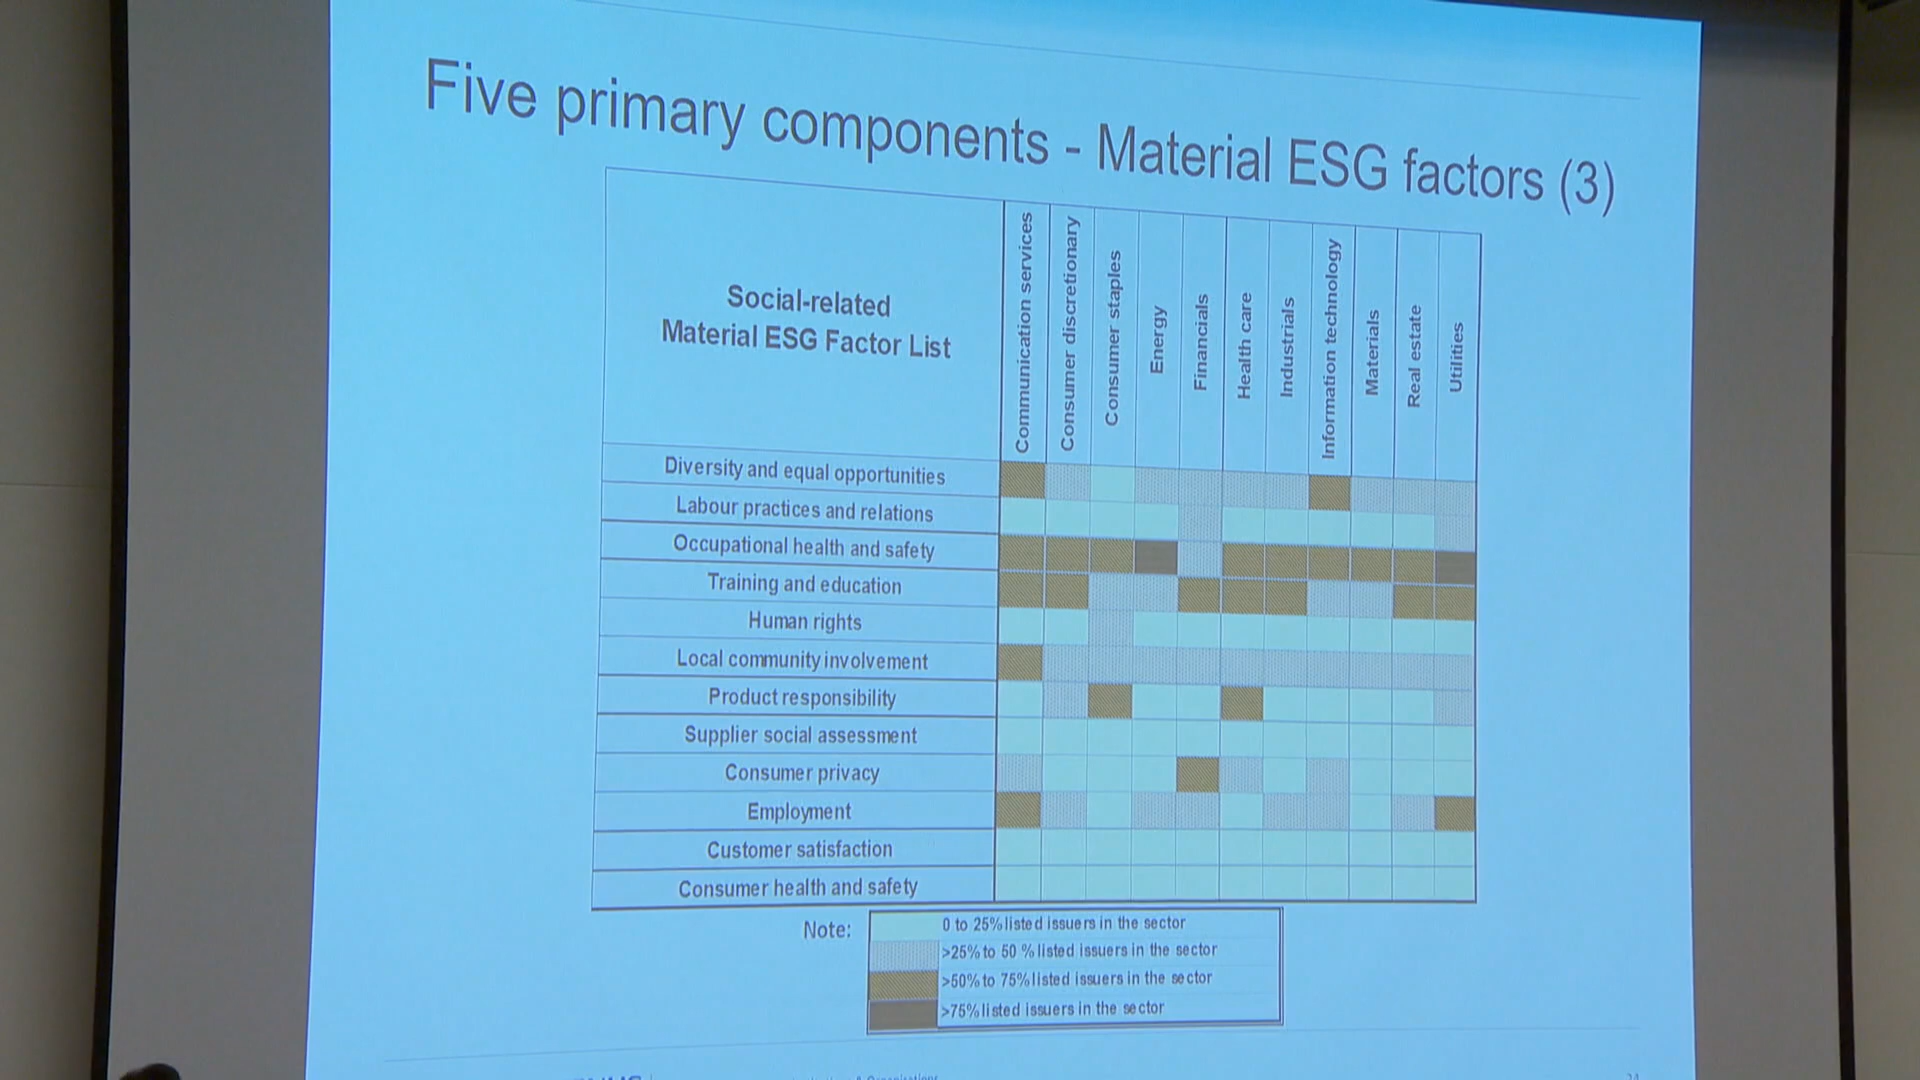 Five primary components - Material ESG factors (3)
Social-related
Material ESG Factor List
Communication services
Consumer discretionary
Consumer staples
Energy
Financials
Health care
Industrials
Information technology
Materials
Real estate
Utilities
Diversity and equal opportunities
Labour practices and relations
Occupational health and safety
Training and education
Human rights
Local community involvement
Product responsibility
Supplier social assessment
Consumer privacy
Employment
Customer satisfaction
Consumer health and safety
Note:
0 to 25% listed issuers in the sector
>25% to 50 % listed issuers in the sector
>50% to 75% listed issuers in the sector
>75% listed issuers in the sector